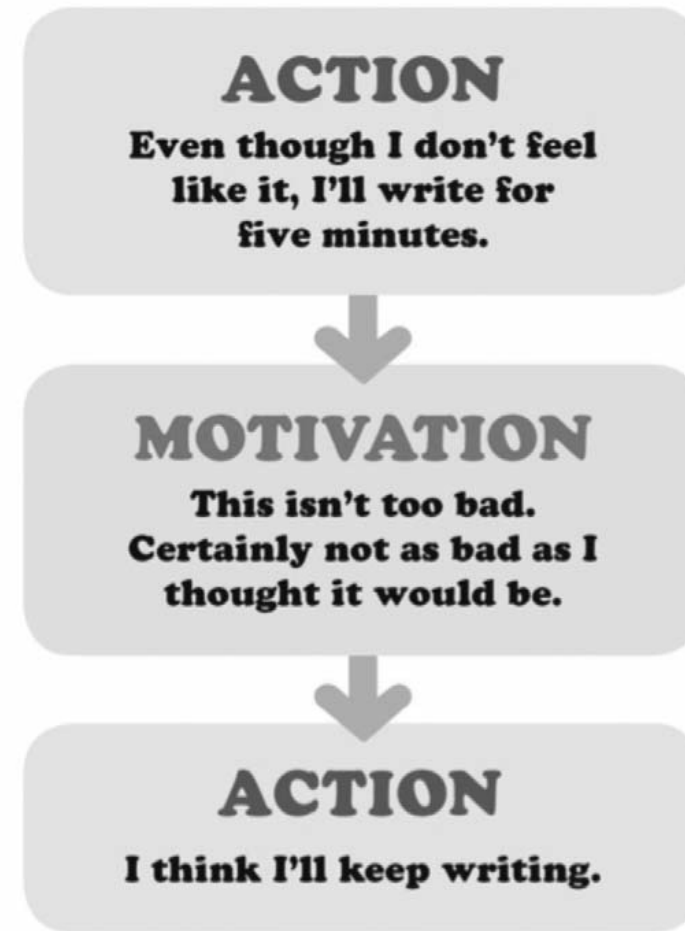 ACTION
Even though I don’t feel
like it, I’ll write for
five minutes.
MOTIVATION
This isn’t too bad.
Certainly not as bad as I
thought it would be.
ACTION
I think I’ll keep writing.